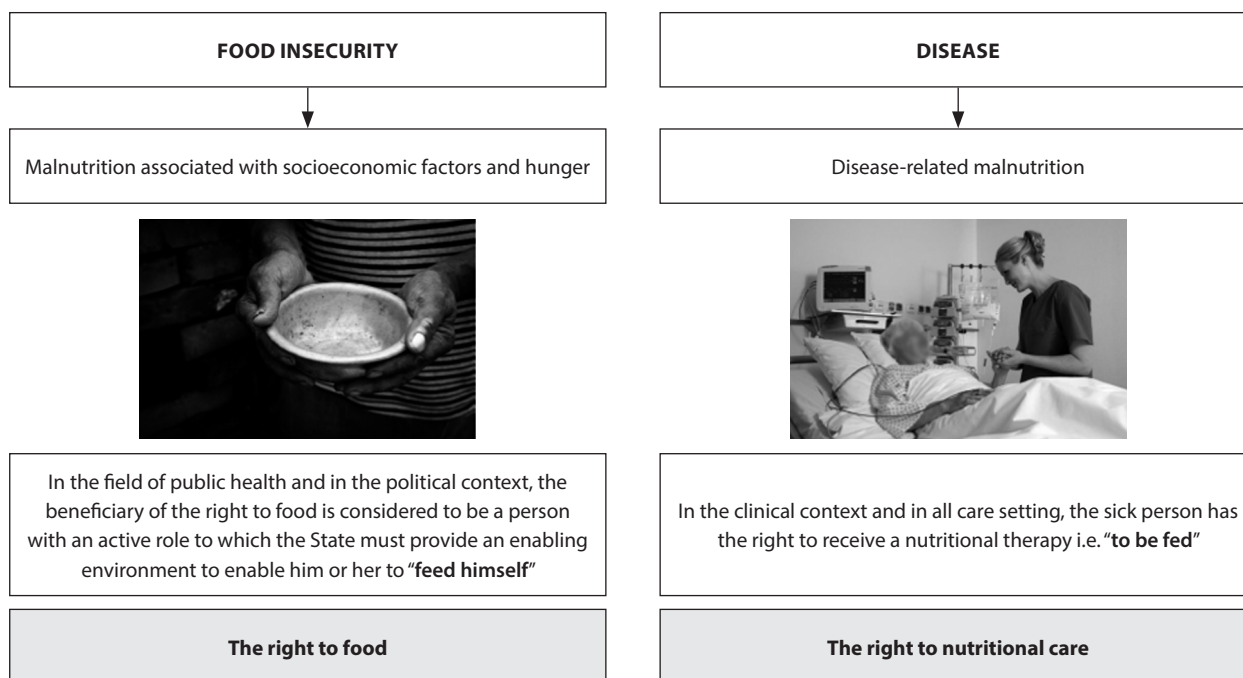 FOOD INSECURITY
Malnutrition associated with socioeconomic factors and hunger
In the field of public health and in the political context, the
beneficiary of the right to food is considered to be a person
with an active role to which the State must provide an enabling
environment to enable him or her to “feed himself”
The right to food
DISEASE
Disease-related malnutrition
In the clinical context and in all care setting, the sick person has
the right to receive a nutritional therapy i.e. “to be fed”
The right to nutritional care